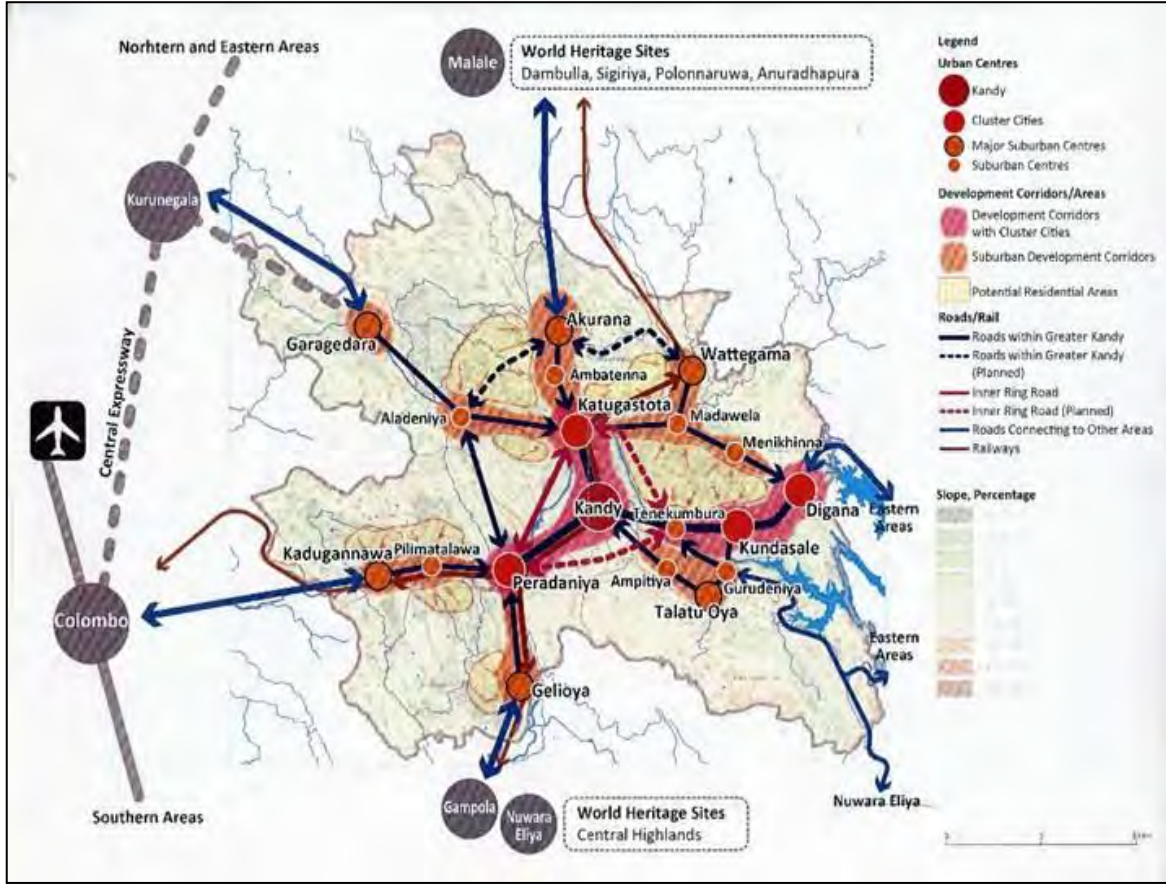 Norhtern and Eastern Areas
Malale
World Heritage Sites
Dambulla, Sigiriya, Polonnaruwa, Anuradhapura
Kurunegala
Central Expressway
Akurana
Garagedara
Wattegama
Ambatenna
Katugastota
Aladeniya
Madawela
Menikhinna
Kandy
Tenekumbura
Digana
Eastern
Areas
Kadugannawa
Pilimatalawa
Kundasale
Peradaniya
Ampitiya
Gurudeniya
Talatu Oya
Colombo
Eastern
Areas
Gelioya
Southern Areas
Gampola
Nuwara
Eliya
World Heritage Sites
Central Highlands
Nuwara Eliya
Legend
Urban Centres
Kandy
Cluster Cities
Major Suburban Centres
Suburban Centres
Development Corridors/Areas
Development Corridors
with Cluster Cities
Suburban Development Corridors
Potential Residential Areas
Roads/Rail
Roads within Greater Kandy
Roads within Greater Kandy
(Planned)
Inner Ring Road
Inner Ring Road (Planned)
Roads Connecting to Other Areas
Railways
Slope, Percentage